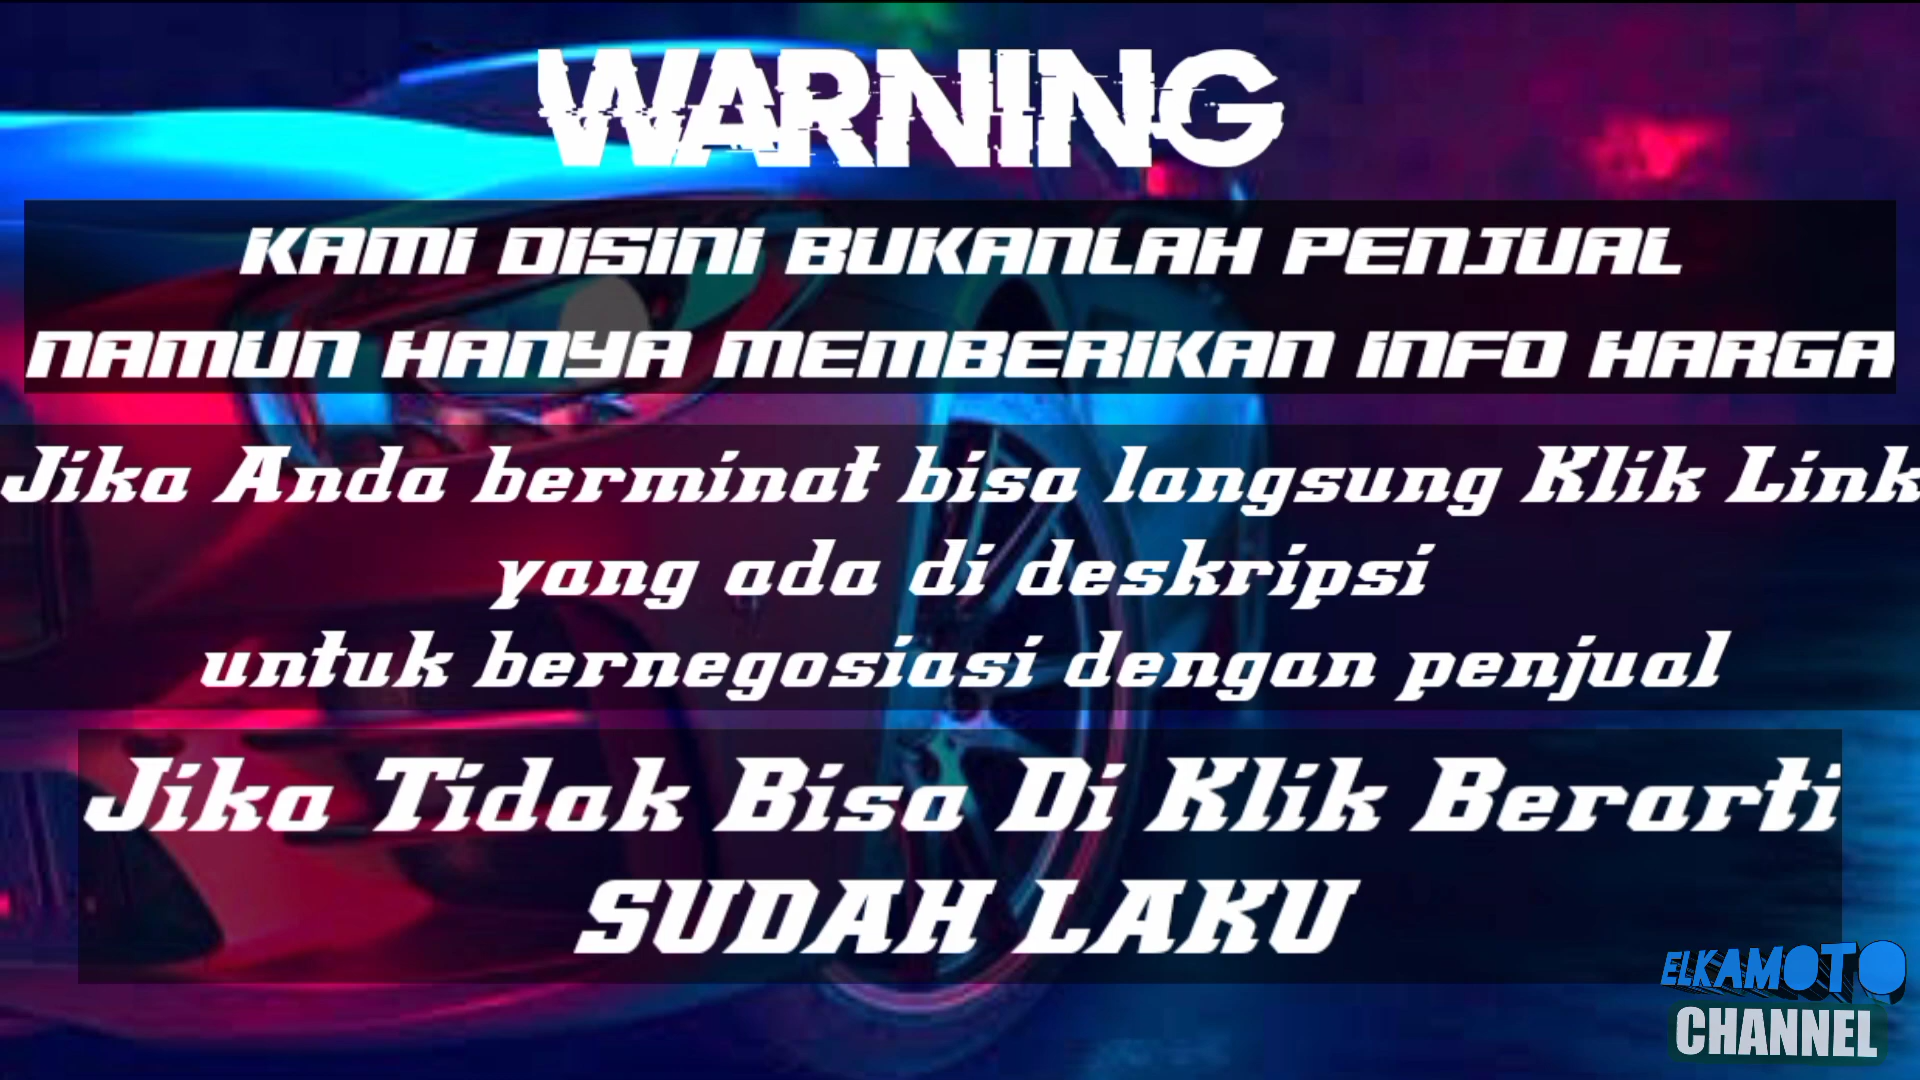 WARNING
KAMI DISINI BUKANLAH PENJUAL
NAMUN HANYA MEMBERIKAN INFO HARGA
Jika Anda berminat bisa langsung Klik Link
yang ada di deskripsi
untuk bernegosiasi dengan penjual
Jika Tidak Bisa Di Klik Berarti
SUDAH LAKU
ELKAMOTO
CHANNEL